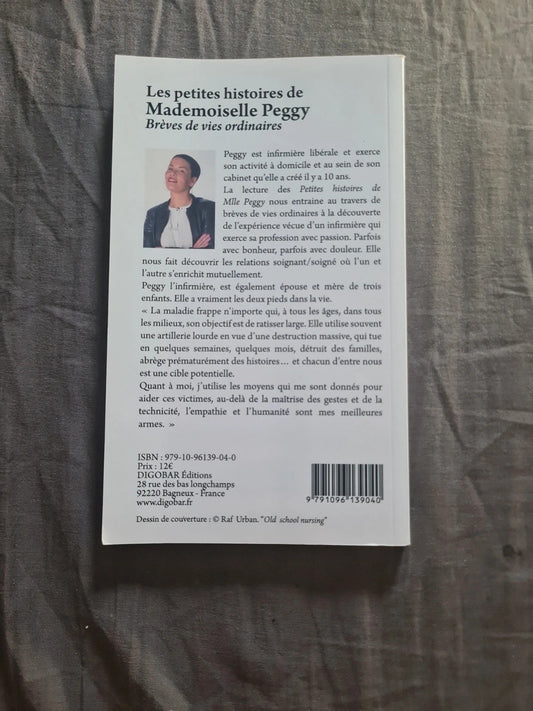 Les petites histoires de
Mademoiselle Peggy
Brèves de vies ordinaires
Peggy est infirmière libérale et exerce
son activité à domicile et au sein de son
cabinet qu'elle a créé il y a 10 ans.
La lecture des Petites histoires de
Mlle Peggy nous entraine au travers de
brèves de vies ordinaires à la découverte
de l'expérience vécue d'un infirmière qui
exerce sa profession avec passion. Parfois
avec bonheur, parfois avec douleur. Elle
nous fait découvrir les relations soignant/soigné où l'un et
l'autre s'enrichit mutuellement.
Peggy l'infirmière, est également épouse et mère de trois
enfants. Elle a vraiment les deux pieds dans la vie.
« La maladie frappe n'importe qui, à tous les âges, dans tous
les milieux, son objectif est de ratisser large. Elle utilise souvent
une artillerie lourde en vue d'une destruction massive, qui tue
en quelques semaines, quelques mois, détruit des familles,
abrège prématurément des histoires... et chacun d'entre nous
est une cible potentielle.
Quant à moi, j'utilise les moyens qui me sont donnés pour
aider ces victimes, au-delà de la maîtrise des gestes et de la
technicité, l'empathie et l'humanité sont mes meilleures
armes. »
ISBN : 979-10-96139-04-0
Prix : 12€
DIGOBAR Éditions
28 rue des bas longchamps
92220 Bagneux - France
www.digobar.fr
9 791096 139040
Dessin de couverture : © Raf Urban. "Old school nursing"